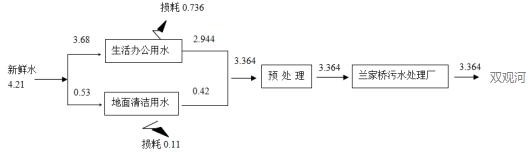 损耗 0.736
3.68
生活办公用水
2.944
新鲜水
4.21
3.364
预 处 理
3.364
兰家桥污水处理厂
3.364
双观河
0.53
地面清洁用水
0.42
损耗 0.11